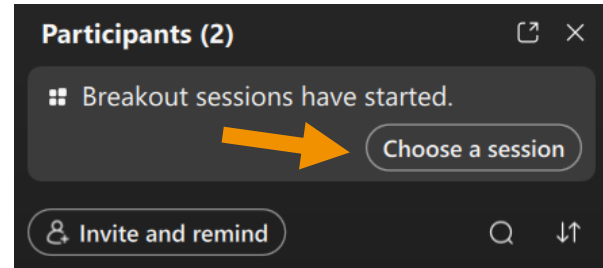 Participants (2)
Breakout sessions have started.
Choose a session
Invite and remind